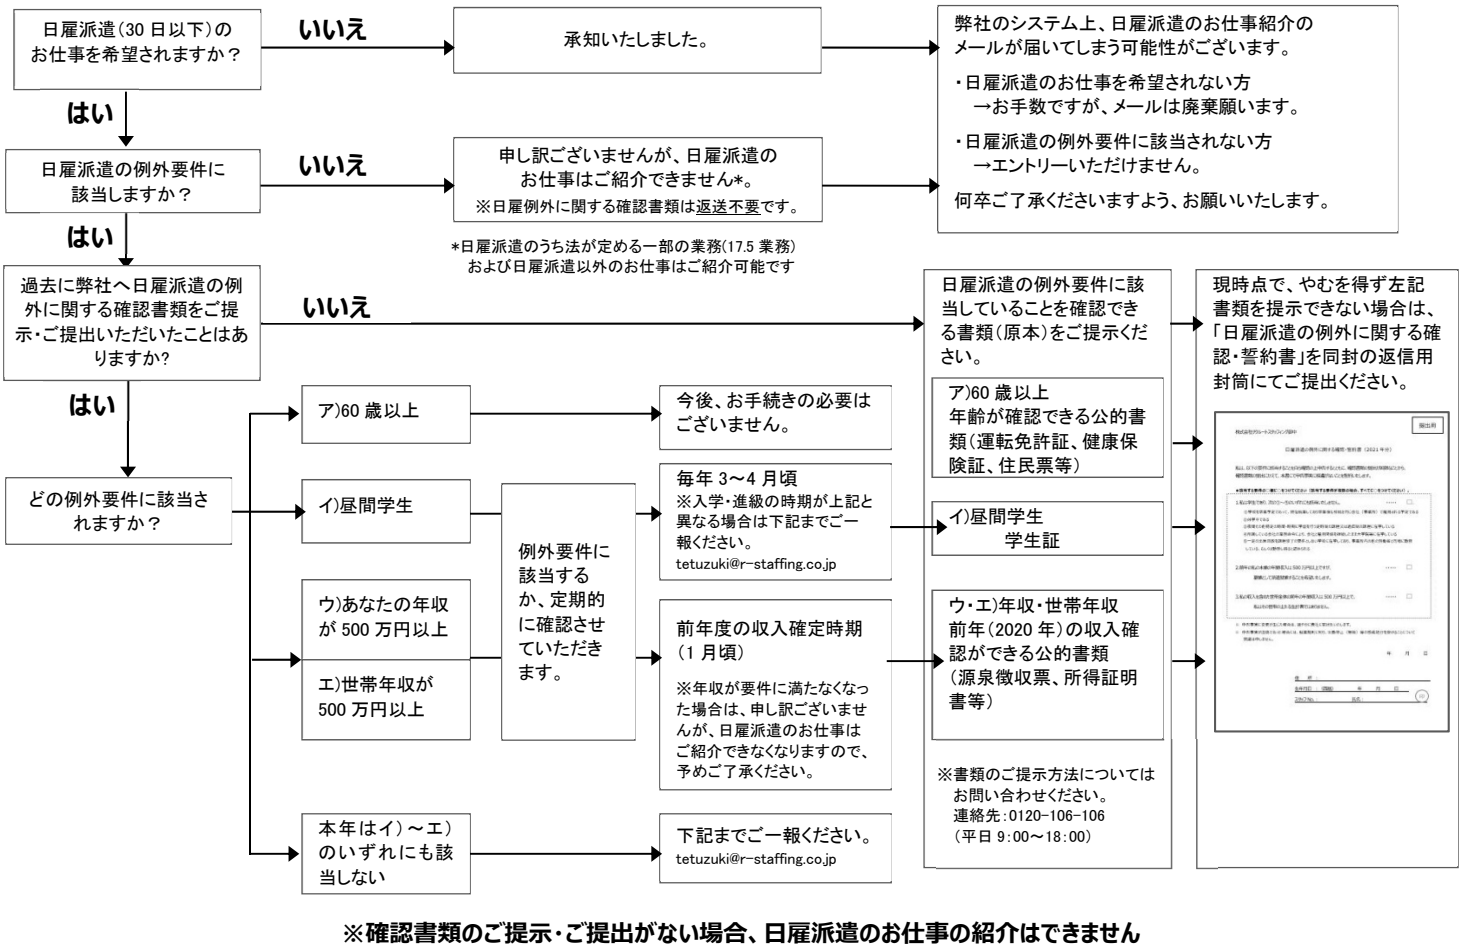 日雇派遣(30日以下)の
お仕事を希望されますか？
いいえ
承知いたしました。
弊社のシステム上、日雇派遣のお仕事紹介の
メールが届いてしまう可能性がございます。
・日雇派遣のお仕事を希望されない方
→お手数ですが、メールは廃棄願います。
・日雇派遣の例外要件に該当されない方
→エントリーいただけません。
何卒ご了承くださいますよう、お願いいたします。
はい
日雇派遣の例外要件に
該当しますか？
いいえ
申し訳ございませんが、日雇派遣の
お仕事はご紹介できません*。
※日雇例外に関する確認書類は返送不要です。
*日雇派遣のうち法が定める一部の業務(17.5業務)
および日雇派遣以外のお仕事はご紹介可能です
はい
過去に弊社へ日雇派遣の例
外に関する確認書類をご提
示・ご提出いただいたことはあ
りますか?
いいえ
日雇派遣の例外要件に該
当していることを確認でき
る書類(原本)をご提示くだ
さい。
現時点で、やむを得ず左記
書類を提示できない場合は、
「日雇派遣の例外に関する確
認・誓約書」を同封の返信用
封筒にてご提出ください。
はい
どの例外要件に該当さ
れますか？
ア)60歳以上
今後、お手続きの必要は
ございません。
ア)60歳以上
年齢が確認できる公的書
類(運転免許証、健康保
険証、住民票等)
イ)昼間学生
毎年3～4月頃
※入学・進級の時期が上記と
異なる場合は下記までご一
報ください。
tetuzuki@r-staffing.co.jp
イ)昼間学生
学生証
例外要件に
該当する
か、定期的
に確認させ
ていただき
ます。
ウ)あなたの年収
が500万円以上
エ)世帯年収が
500万円以上
前年度の収入確定時期
(1月頃)
※年収が要件に満たなくなっ
た場合は、申し訳ございませ
んが、日雇派遣のお仕事は
ご紹介できなくなりますので、
予めご了承ください。
ウ・エ)年収・世帯年収
前年(2020年)の収入確
認ができる公的書類
(源泉徴収票、所得証明
書等)
※書類のご提示方法については
お問い合わせください。
連絡先:0120-106-106
(平日9:00～18:00)
本年はイ)～エ)
のいずれにも該
当しない
下記までご一報ください。
tetuzuki@r-staffing.co.jp
提出用
年 月 日
※確認書類のご提示・ご提出がない場合、日雇派遣のお仕事の紹介はできません